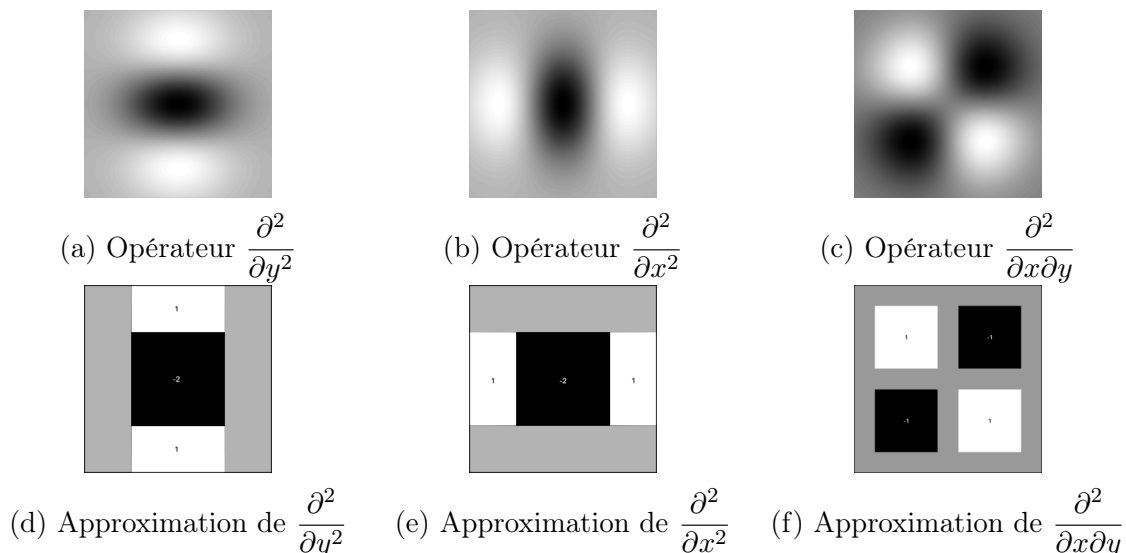 (a) Opérateur ∂²/∂y²
(b) Opérateur ∂²/∂x²
(c) Opérateur ∂²/∂x∂y
1
-2
1
1
-2
1
1
-1
-1
1
(d) Approximation de ∂²/∂y²
(e) Approximation de ∂²/∂x²
(f) Approximation de ∂²/∂x∂y